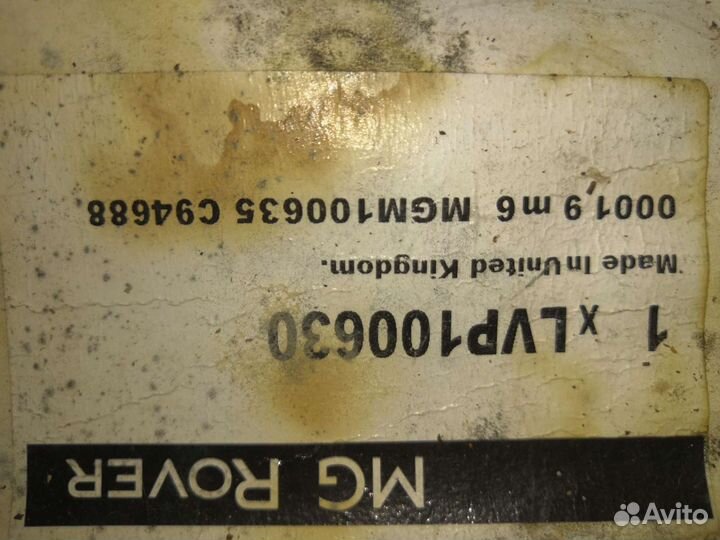 MG ROVER
1 x LVP100630
Made In United Kingdom.
0001,9 m6 MGM100635 C94688
Avito